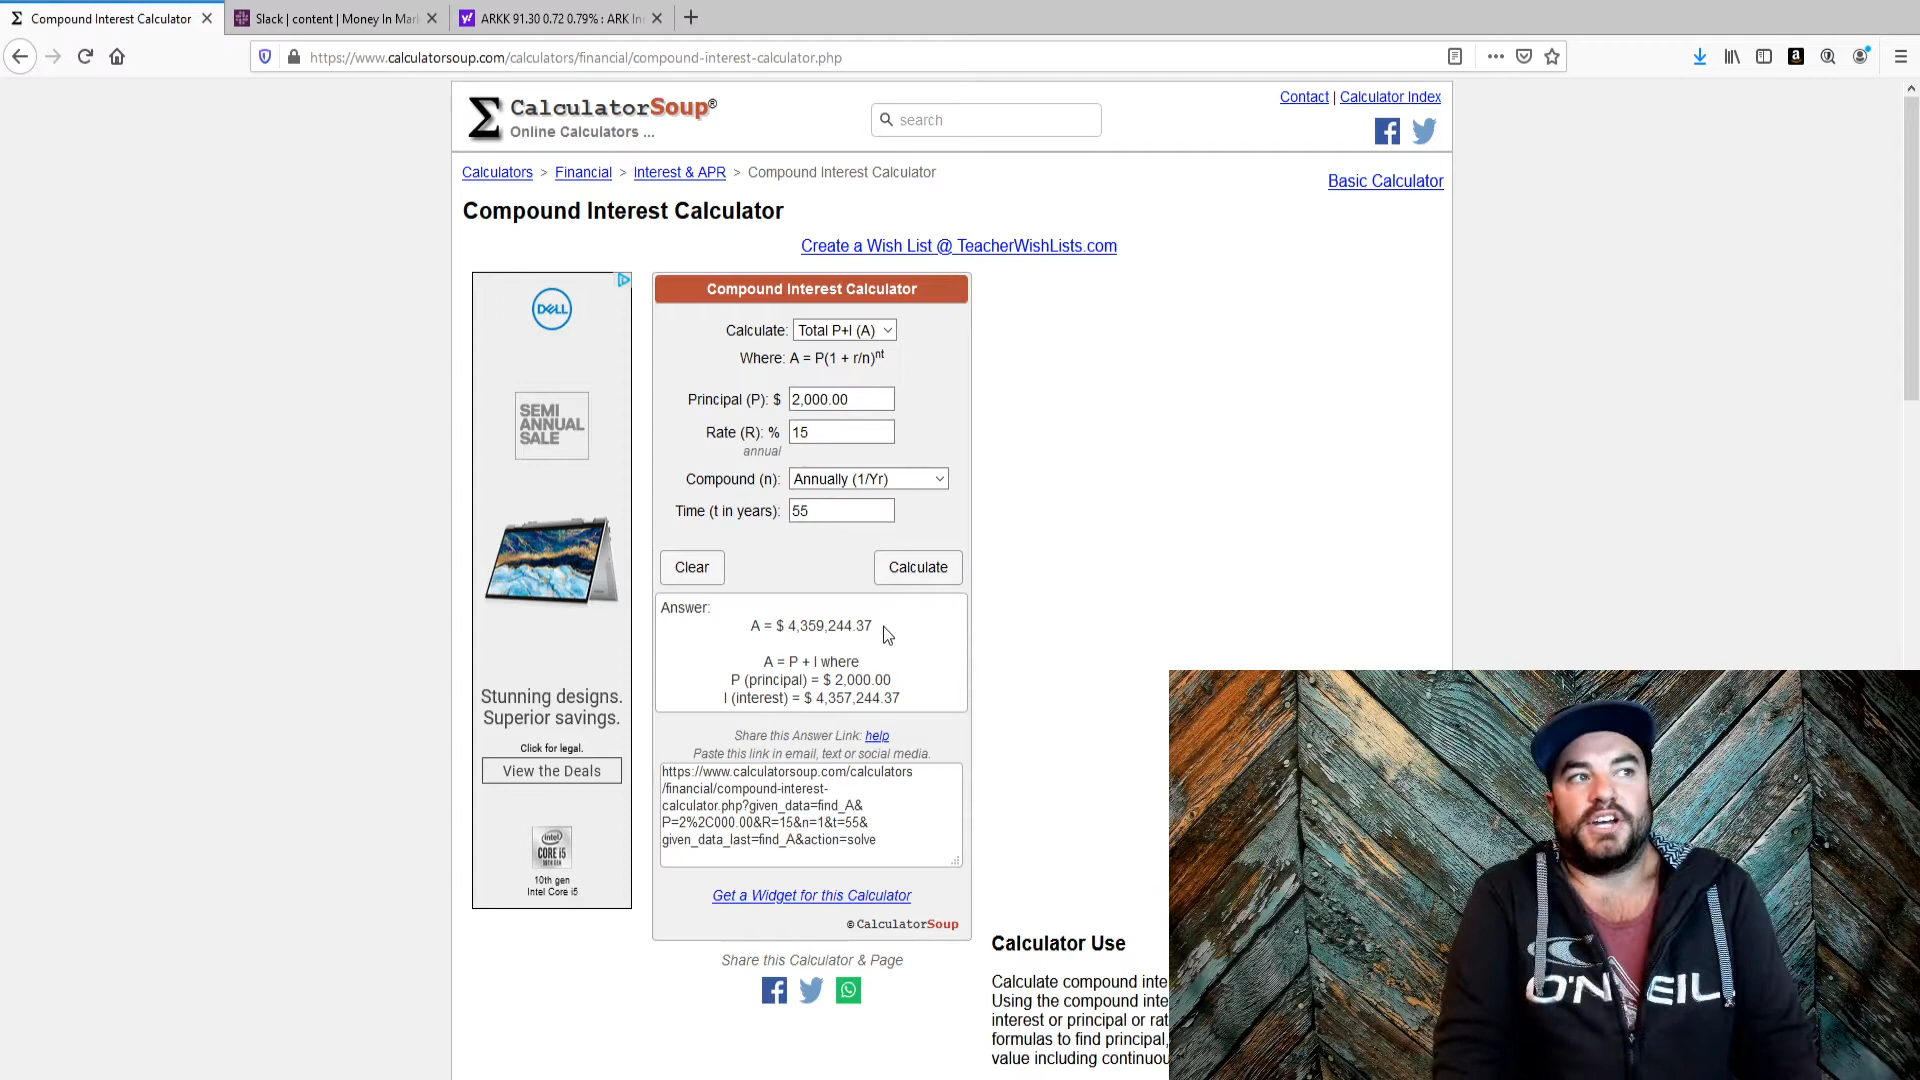 Compound Interest Calculator
Slack | content | Money In Mar
ARKK 91.30 0.72 0.79% : ARK In
https://www.calculatorsoup.com/calculators/financial/compound-interest-calculator.php
CalculatorSoup®
Online Calculators ...
search
Contact | Calculator Index
Calculators > Financial > Interest & APR > Compound Interest Calculator
Basic Calculator
Compound Interest Calculator
Create a Wish List @ TeacherWishLists.com
DELL
SEMI
ANNUAL
SALE
Stunning designs.
Superior savings.
Click for legal.
View the Deals
intel
CORE i5
10th gen
Intel Core i5
Compound Interest Calculator
Calculate: Total P+I (A)
Where: A = P(1 + r/n)nt
Principal (P): $ 2,000.00
Rate (R): % 15
annual
Compound (n): Annually (1/Yr)
Time (t in years): 55
Clear
Calculate
Answer:
A = $ 4,359,244.37
A = P + I where
P (principal) = $ 2,000.00
I (interest) = $ 4,357,244.37
Share this Answer Link: help
Paste this link in email, text or social media.
https://www.calculatorsoup.com/calculators
/financial/compound-interest-
calculator.php?given_data=find_A&
P=2%2C000.00&R=15&n=1&t=55&
given_data_last=find_A&action=solve
Get a Widget for this Calculator
© CalculatorSoup
Share this Calculator & Page
Calculator Use
Calculate compound inte
Using the compound inte
interest or principal or rat
formulas to find principal,
value including continuou
O'NEILL